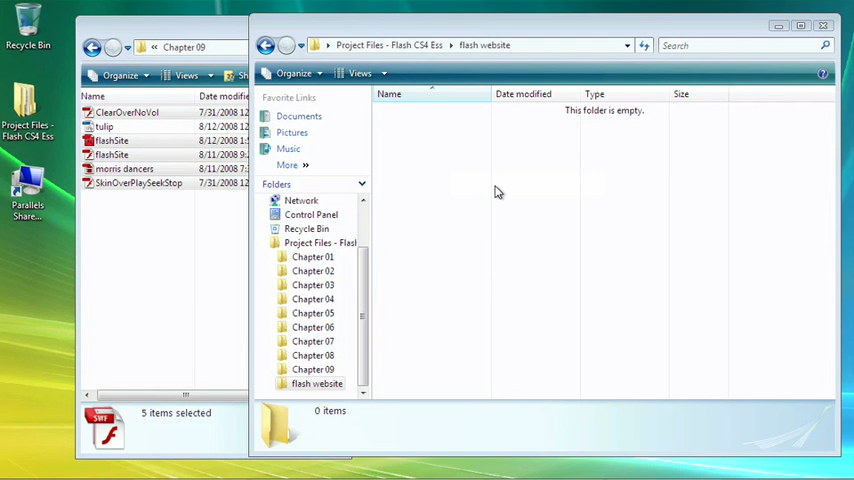 Recycle Bin
Project Files -
Flash CS4 Ess
Parallels
Share...
« Chapter 09
Organize
Views
Sh
Name
Date modifie
ClearOverNoVol
7/31/2008 12
tulip
8/12/2008 12
flashSite
8/12/2008 1:5
flashSite
8/11/2008 9:2
morris dancers
8/11/2008 7:
SkinOverPlaySeekStop
7/31/2008 12
SWF
5 items selected
Project Files - Flash CS4 Ess
flash website
Search
Organize
Views
Favorite Links
Documents
Pictures
Music
More »
Folders
Network
Control Panel
Recycle Bin
Project Files - Flas
Chapter 01
Chapter 02
Chapter 03
Chapter 04
Chapter 05
Chapter 06
Chapter 07
Chapter 08
Chapter 09
flash website
Name
Date modified
Type
Size
This folder is empty.
0 items